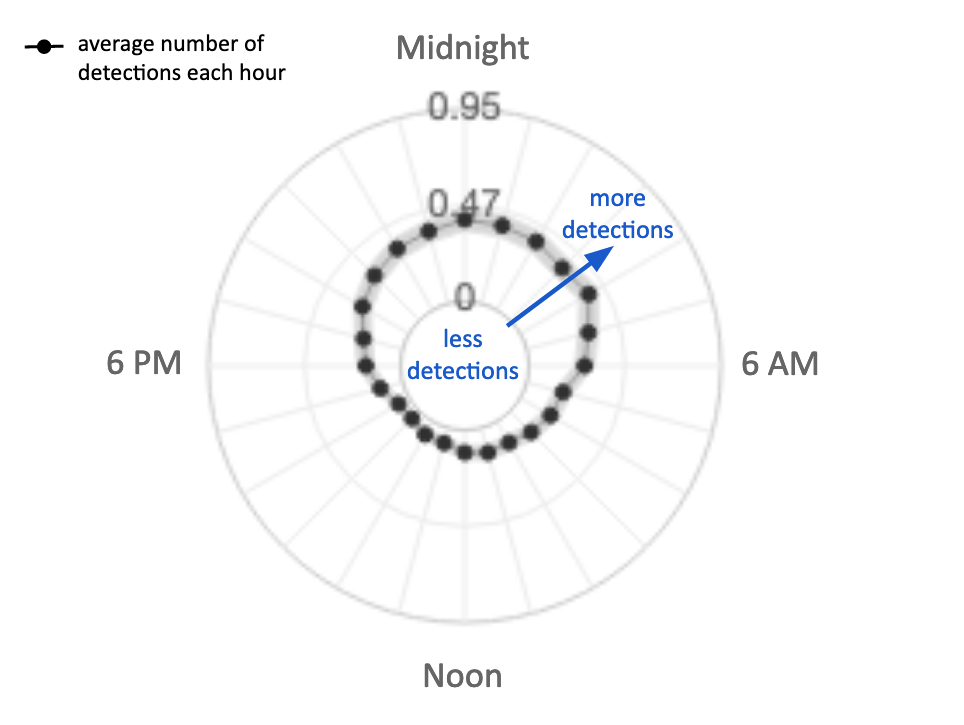 average number of
detections each hour
Midnight
0.95
0.47
more
detections
0
less
detections
6 PM
6 AM
Noon